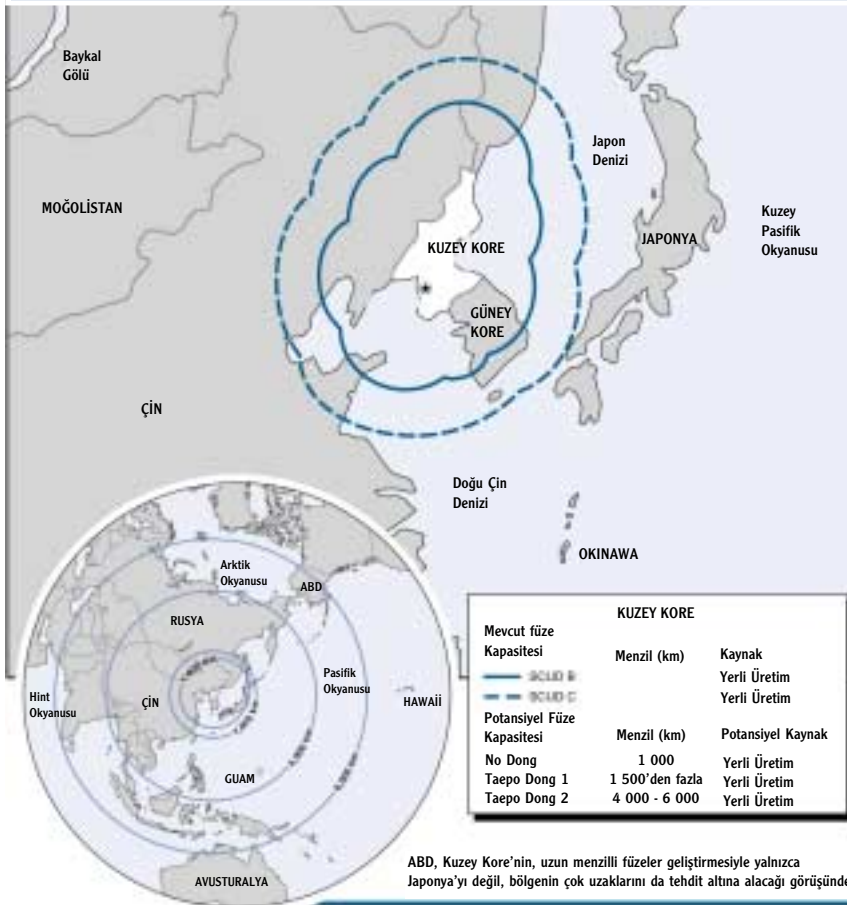 Baykal
Gölü
MOĞOLİSTAN
Japon
Denizi
Kuzey
Pasifik
Okyanusu
JAPONYA
KUZEY KORE
GÜNEY
KORE
ÇİN
Doğu Çin
Denizi
OKINAWA
Arktik
Okyanusu
ABD
RUSYA
Hint
Okyanusu
ÇİN
Pasifik
Okyanusu
HAWAİİ
GUAM
AVUSTURALYA
KUZEY KORE
Mevcut füze
Kapasitesi Menzil (km) Kaynak
SCUD B Yerli Üretim
SCUD C Yerli Üretim
Potansiyel Füze
Kapasitesi Menzil (km) Potansiyel Kaynak
No Dong 1 000 Yerli Üretim
Taepo Dong 1 1 500'den fazla Yerli Üretim
Taepo Dong 2 4 000 - 6 000 Yerli Üretim
ABD, Kuzey Kore'nin, uzun menzilli füzeler geliştirmesiyle yalnızca
Japonya'yı değil, bölgenin çok uzaklarını da tehdit altına alacağı görüşünde